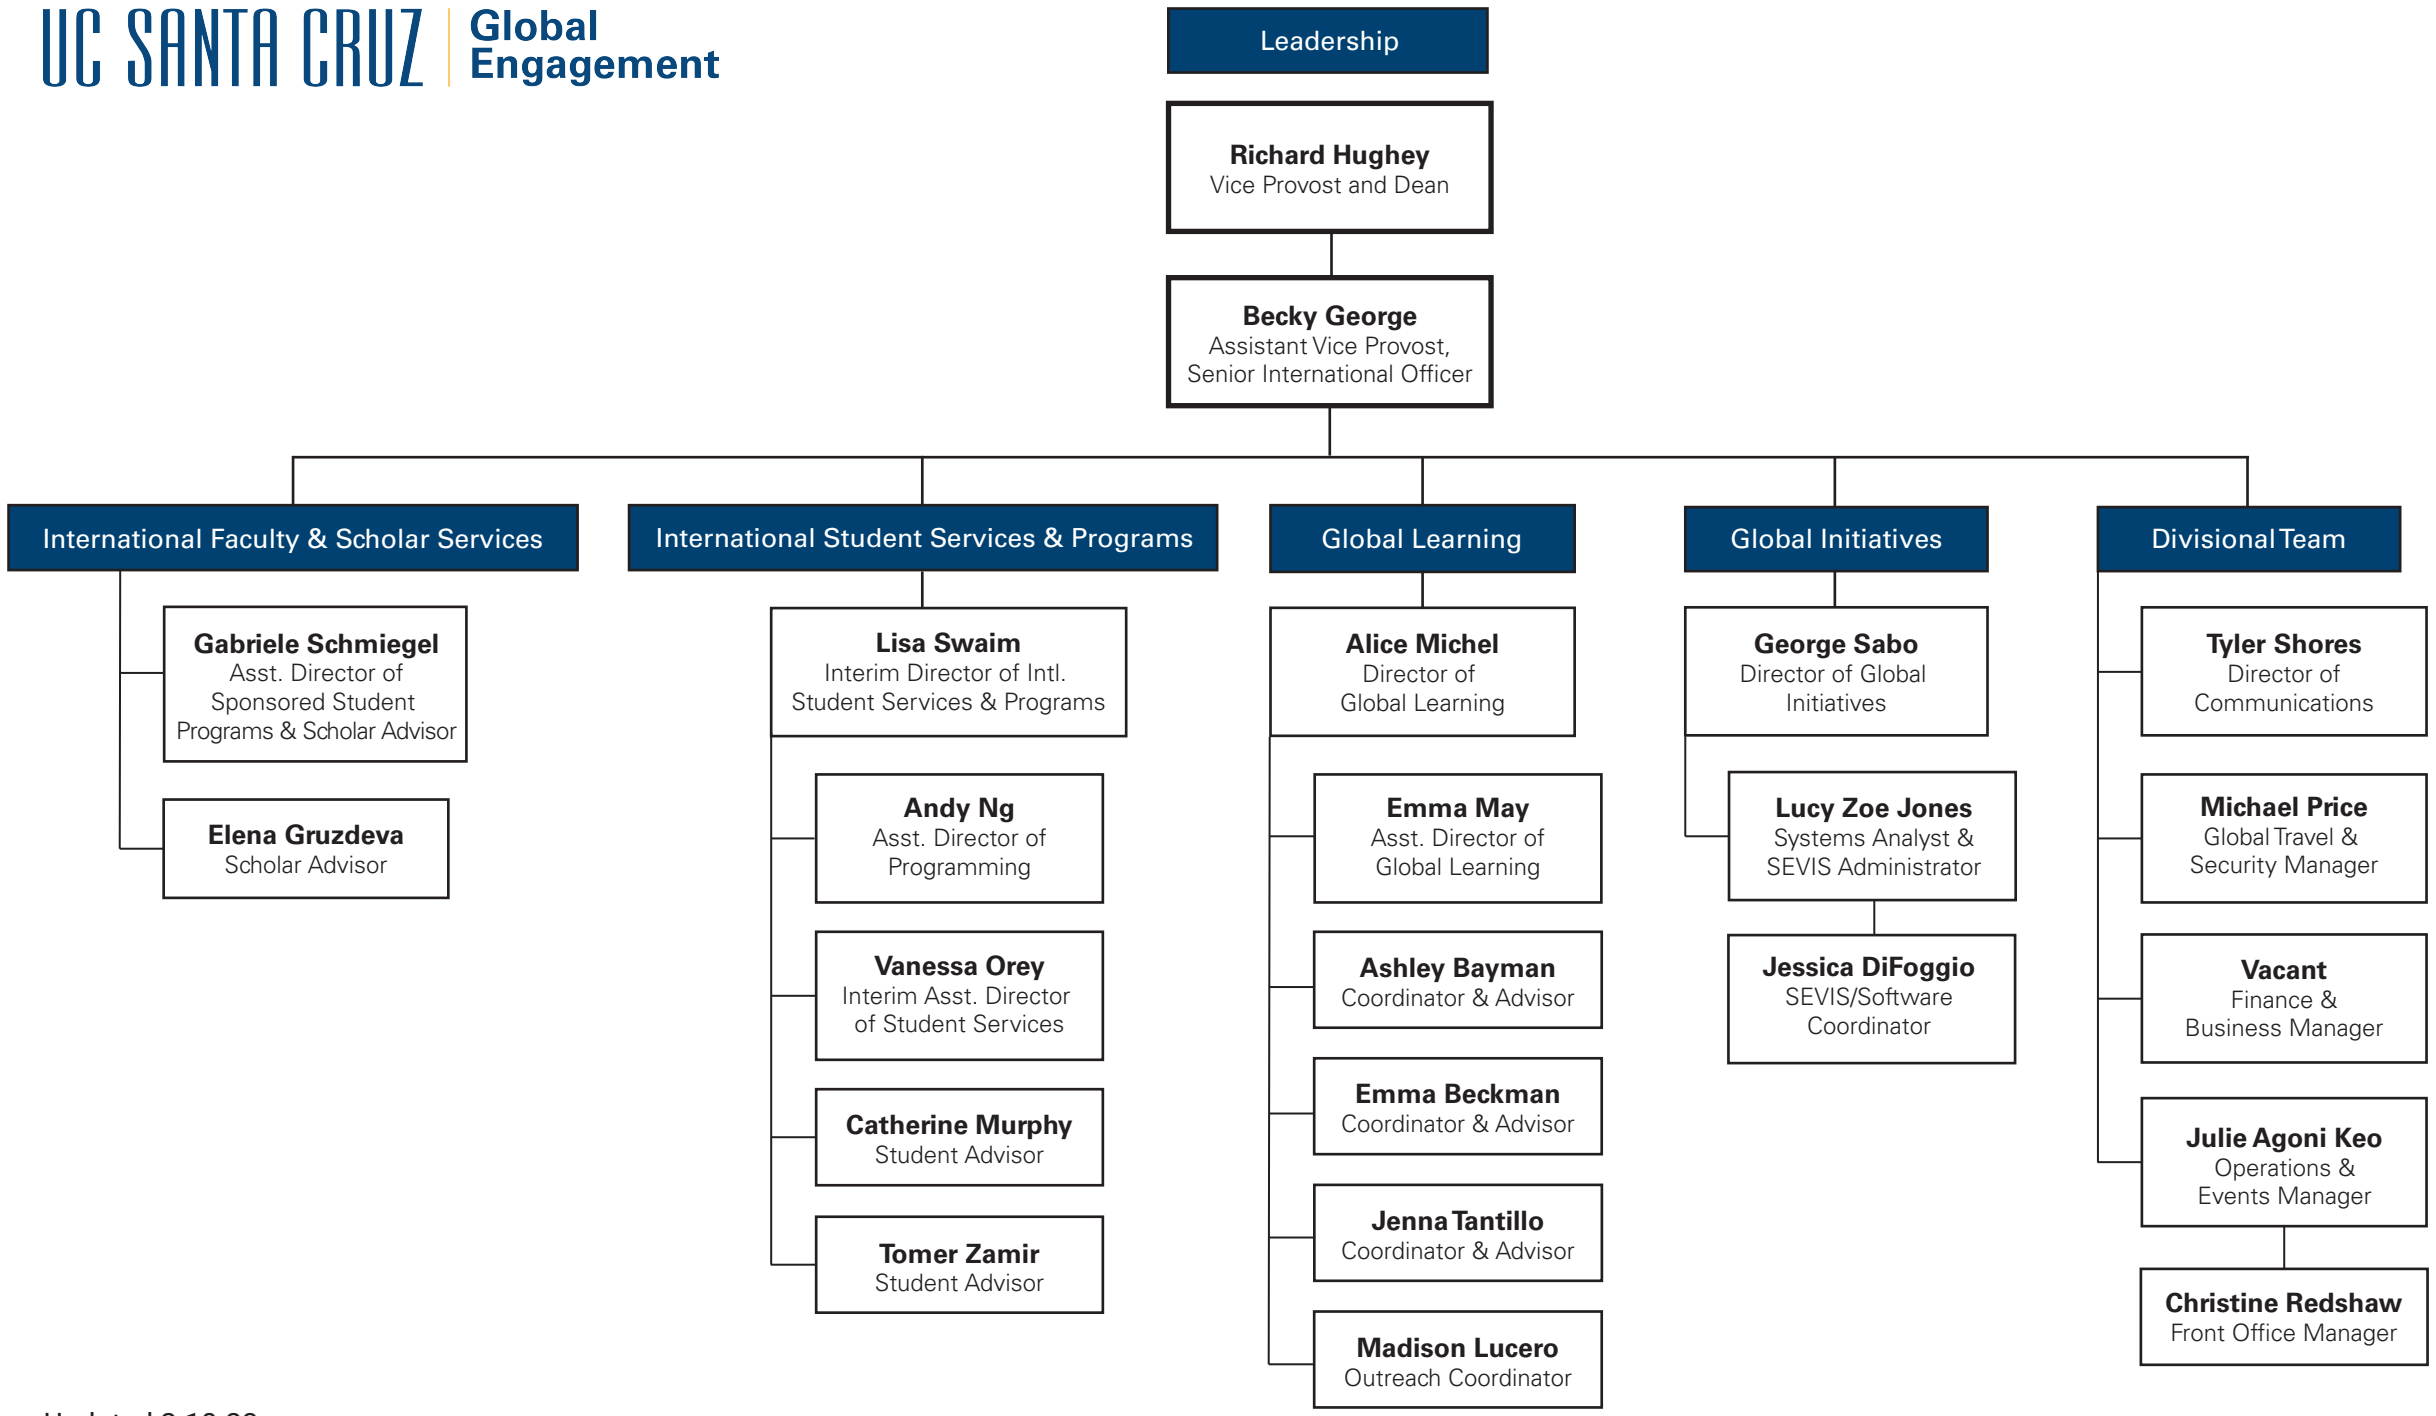 UC SANTA CRUZ
Global
Engagement
Leadership
Richard Hughey
Vice Provost and Dean
Becky George
Assistant Vice Provost,
Senior International Officer
International Faculty & Scholar Services
Gabriele Schmiegel
Asst. Director of
Sponsored Student
Programs & Scholar Advisor
Elena Gruzdeva
Scholar Advisor
International Student Services & Programs
Lisa Swaim
Interim Director of Intl.
Student Services & Programs
Andy Ng
Asst. Director of
Programming
Vanessa Orey
Interim Asst. Director
of Student Services
Catherine Murphy
Student Advisor
Tomer Zamir
Student Advisor
Global Learning
Alice Michel
Director of
Global Learning
Emma May
Asst. Director of
Global Learning
Ashley Bayman
Coordinator & Advisor
Emma Beckman
Coordinator & Advisor
Jenna Tantillo
Coordinator & Advisor
Madison Lucero
Outreach Coordinator
Global Initiatives
George Sabo
Director of Global
Initiatives
Lucy Zoe Jones
Systems Analyst &
SEVIS Administrator
Jessica DiFoggio
SEVIS/Software
Coordinator
Divisional Team
Tyler Shores
Director of
Communications
Michael Price
Global Travel &
Security Manager
Vacant
Finance &
Business Manager
Julie Agoni Keo
Operations &
Events Manager
Christine Redshaw
Front Office Manager
Updated